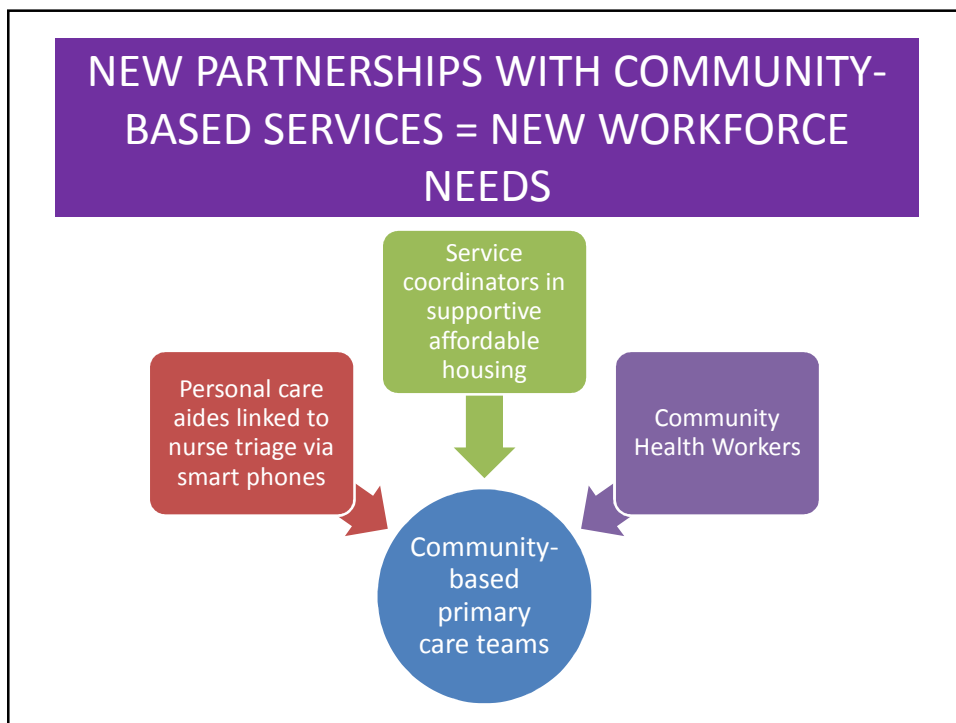 NEW PARTNERSHIPS WITH COMMUNITY-
BASED SERVICES = NEW WORKFORCE
NEEDS
Service
coordinators in
supportive
affordable
housing
Personal care
aides linked to
nurse triage via
smart phones
Community
Health Workers
Community-
based
primary
care teams